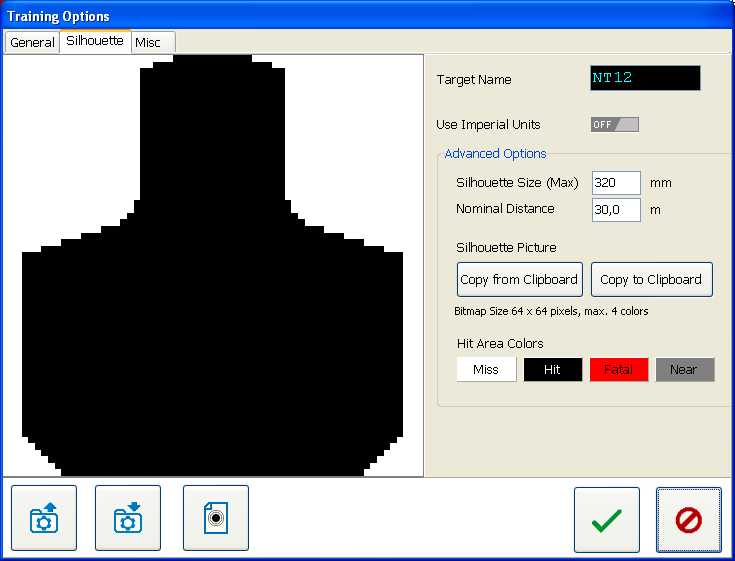 Training Options
General Silhouette Misc
Target Name NT12
Use Imperial Units OFF
Advanced Options
Silhouette Size (Max) 320 mm
Nominal Distance 30,0 m
Silhouette Picture
Copy from Clipboard Copy to Clipboard
Bitmap Size 64 x 64 pixels, max. 4 colors
Hit Area Colors
Miss Hit Fatal Near